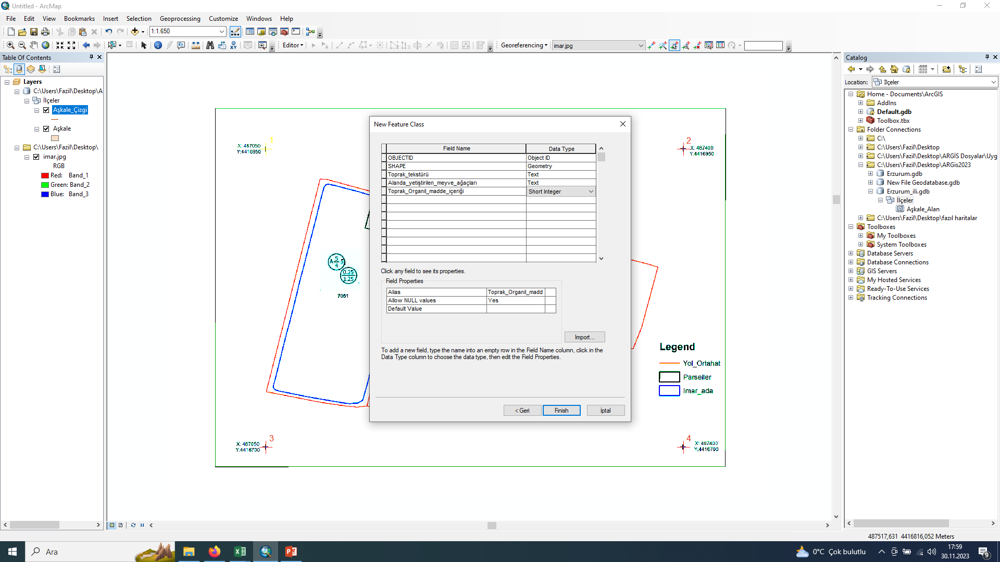 Untitled - ArcMap
File Edit View Bookmarks Insert Selection Geoprocessing Customize Windows Help
1:1.650
Editor Georeferencing imar.jpg
Table Of Contents
Layers
C:\Users\Fazil\Desktop\A
İlçeler
Aşkale_Çizgi
Aşkale
C:\Users\Fazil\Desktop\
imar.jpg
RGB
Red: Band_1
Green: Band_2
Blue: Band_3
1
X: 487050
Y:4416950
2
X: 487400
Y:4416950
A 5 5
4
0.25
1.25
7051
3
X: 487050
Y:4416700
4
X: 487400
Y:4416700
Legend
Yol_Ortahat
Parseller
Imar_ada
New Feature Class
Field Name Data Type
OBJECTID Object ID
SHAPE Geometry
Toprak_tekstürü Text
Alanda_yetiştirilen_meyve_ağaçları Text
Toprak_Organil_madde_içeriği Short Integer
Click any field to see its properties.
Field Properties
Alias Toprak_Organil_madd
Allow NULL values Yes
Default Value
Import...
To add a new field, type the name into an empty row in the Field Name column, click in the
Data Type column to choose the data type, then edit the Field Properties.
< Geri Finish İptal
Catalog
Location: İlçeler
Home - Documents\ArcGIS
AddIns
Default.gdb
Toolbox.tbx
Folder Connections
C:\
C:\Users\Fazil\Desktop
C:\Users\Fazil\Desktop\ARGİS Dosyalar\Uyg
C:\Users\Fazil\Desktop\ARGis2023
Erzurum.gdb
New File Geodatabase.gdb
Erzurum_ili.gdb
İlçeler
Aşkale_Alan
C:\Users\Fazil\Desktop\fazıl haritalar
Toolboxes
My Toolboxes
System Toolboxes
Database Servers
Database Connections
GIS Servers
My Hosted Services
Ready-To-Use Services
Tracking Connections
487517,631 4416816,052 Meters
Ara
0°C Çok bulutlu
17:59
30.11.2023
9